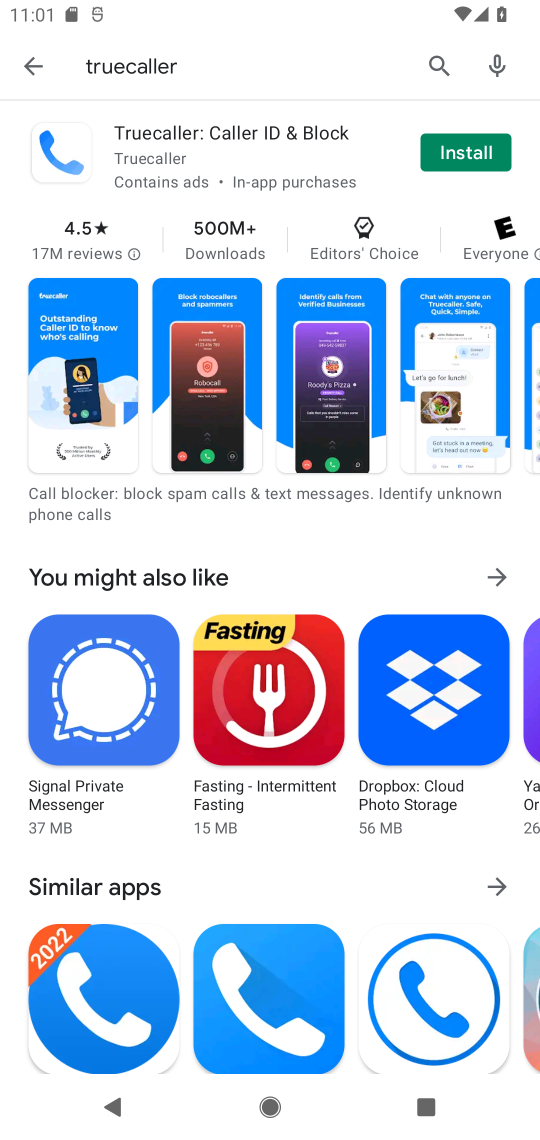 11:01
truecaller
Truecaller: Caller ID & Block
Truecaller
Contains ads • In-app purchases
Install
4.5★
17M reviews
500M+
Downloads
Editors' Choice
E
Everyone
truecaller
Outstanding
Caller ID to know
who's calling
Block robocallers
and spammers
Robocall
Identify calls from
Verified Businesses
Roody's Pizza
Chat with anyone on
Truecaller. Safe,
Quick, Simple.
Let's go for lunch!
Got stuck in a meeting,
let's head out now
Call blocker: block spam calls & text messages. Identify unknown
phone calls
You might also like
Fasting
Signal Private
Messenger
37 MB
Fasting - Intermittent
Fasting
15 MB
Dropbox: Cloud
Photo Storage
56 MB
Ya
Or
26
Similar apps
2022